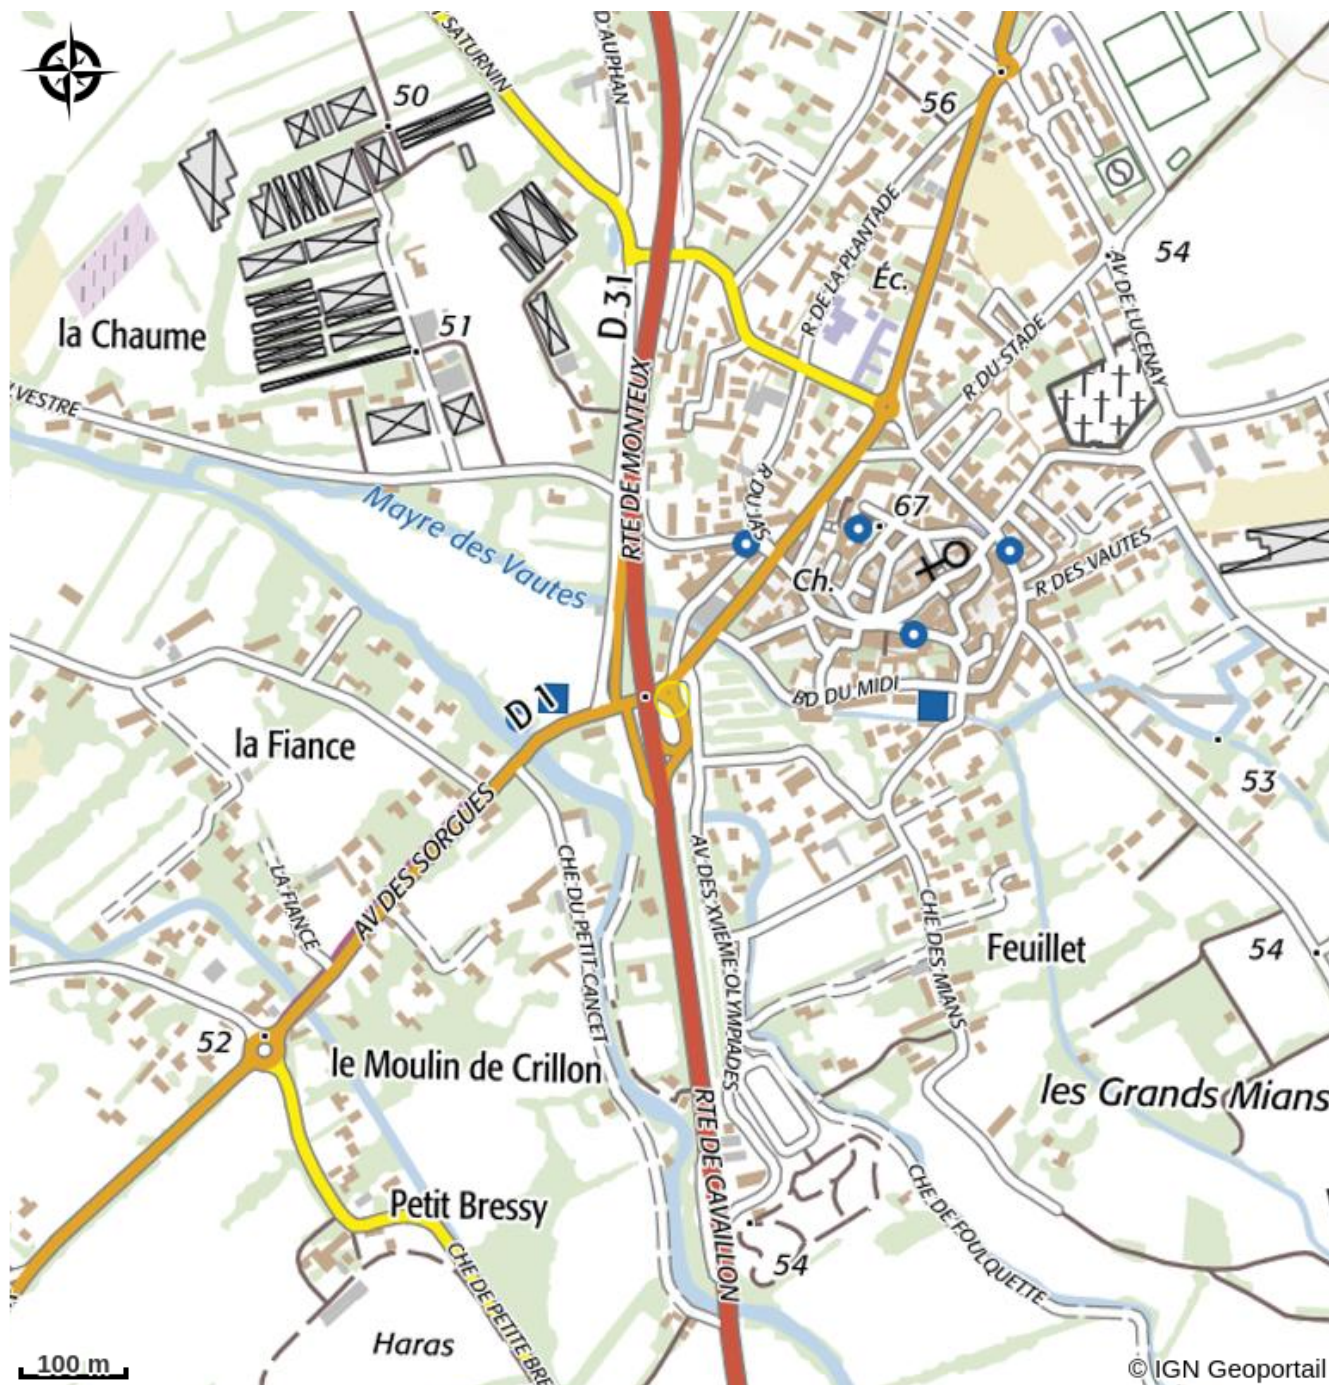 SATURNIN
D'AUPHAN
50
56
R DE LA PLANTADE
54
Éc.
AV DE LUCENAY
D 31
la Chaume
51
R DU STADE
VESTRE
RTE DE MONTEUX
R DU JAS
67
Mayre des Vautes
Ch.
R DES VAUTES
BD DU MIDI
D 1
la Fiance
53
AV DES SORGUES
LA FIANCE
CHE DU PETIT CANCET
AV DES XVIEME OLYMPIADES
CHE DES MIANS
Feuillet
54
52
le Moulin de Crillon
les Grands Mians
RTE DE CAVAILLON
Petit Bressy
CHE DE FOULQUETTE
CHE DE PETITE BRE
54
Haras
100 m
© IGN Geoportail